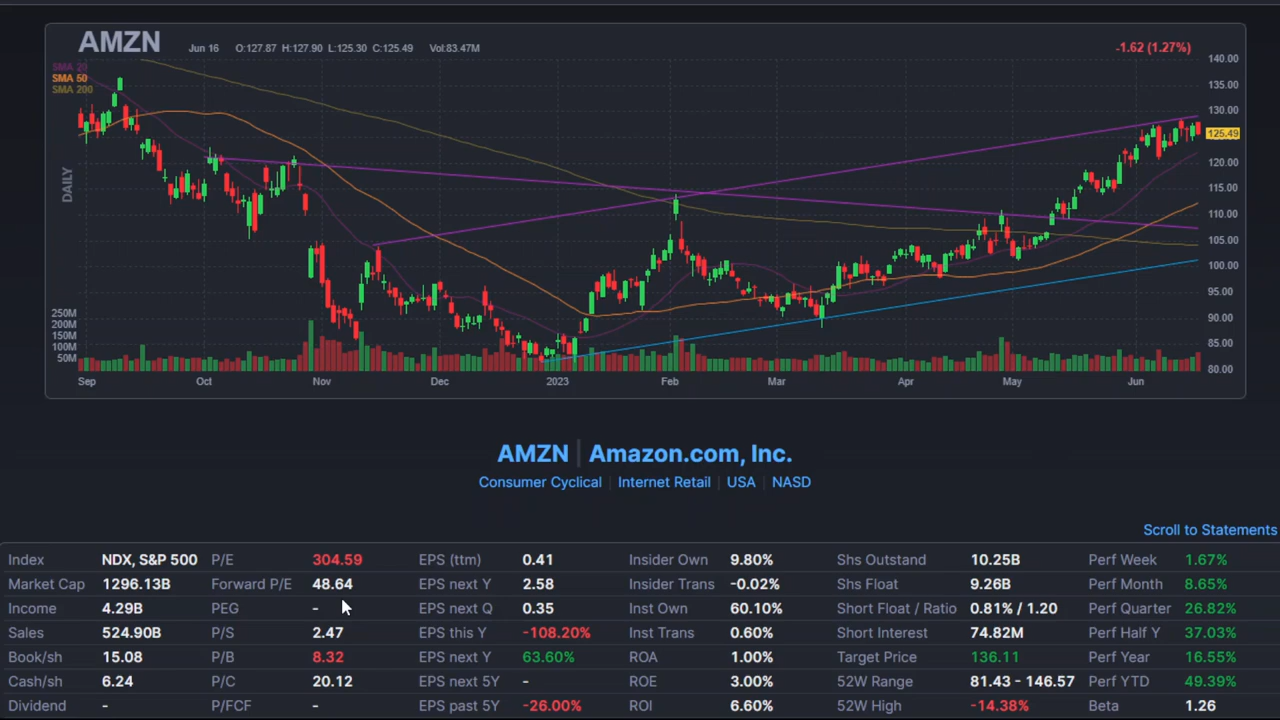 AMZN Jun 16 O:127.87 H:127.90 L:125.30 C:125.49 Vol:83.47M -1.62 (1.27%)
SMA 20
SMA 50
SMA 200
DAILY
140.00
135.00
130.00
125.49
120.00
115.00
110.00
105.00
100.00
95.00
90.00
85.00
80.00
250M
200M
150M
100M
50M
Sep Oct Nov Dec 2023 Feb Mar Apr May Jun
AMZN | Amazon.com, Inc.
Consumer Cyclical | Internet Retail | USA | NASD
Scroll to Statements
Index NDX, S&P 500 P/E 304.59 EPS (ttm) 0.41 Insider Own 9.80% Shs Outstand 10.25B Perf Week 1.67%
Market Cap 1296.13B Forward P/E 48.64 EPS next Y 2.58 Insider Trans -0.02% Shs Float 9.26B Perf Month 8.65%
Income 4.29B PEG - EPS next Q 0.35 Inst Own 60.10% Short Float / Ratio 0.81% / 1.20 Perf Quarter 26.82%
Sales 524.90B P/S 2.47 EPS this Y -108.20% Inst Trans 0.60% Short Interest 74.82M Perf Half Y 37.03%
Book/sh 15.08 P/B 8.32 EPS next Y 63.60% ROA 1.00% Target Price 136.11 Perf Year 16.55%
Cash/sh 6.24 P/C 20.12 EPS next 5Y - ROE 3.00% 52W Range 81.43 - 146.57 Perf YTD 49.39%
Dividend - P/FCF - EPS past 5Y -26.00% ROI 6.60% 52W High -14.38% Beta 1.26